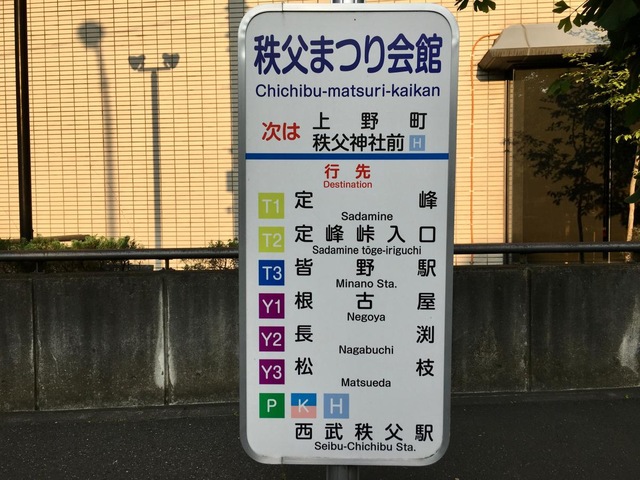 秩父まつり会館
Chichibu-matsuri-kaikan
次は 上野町
秩父神社前 H
行先
Destination
T1 定峰
Sadamine
T2 定峰峠入口
Sadamine tōge-iriguchi
T3 皆野駅
Minano Sta.
Y1 根古屋
Negoya
Y2 長渕
Nagabuchi
Y3 松枝
Matsueda
P K H
西武秩父駅
Seibu-Chichibu Sta.